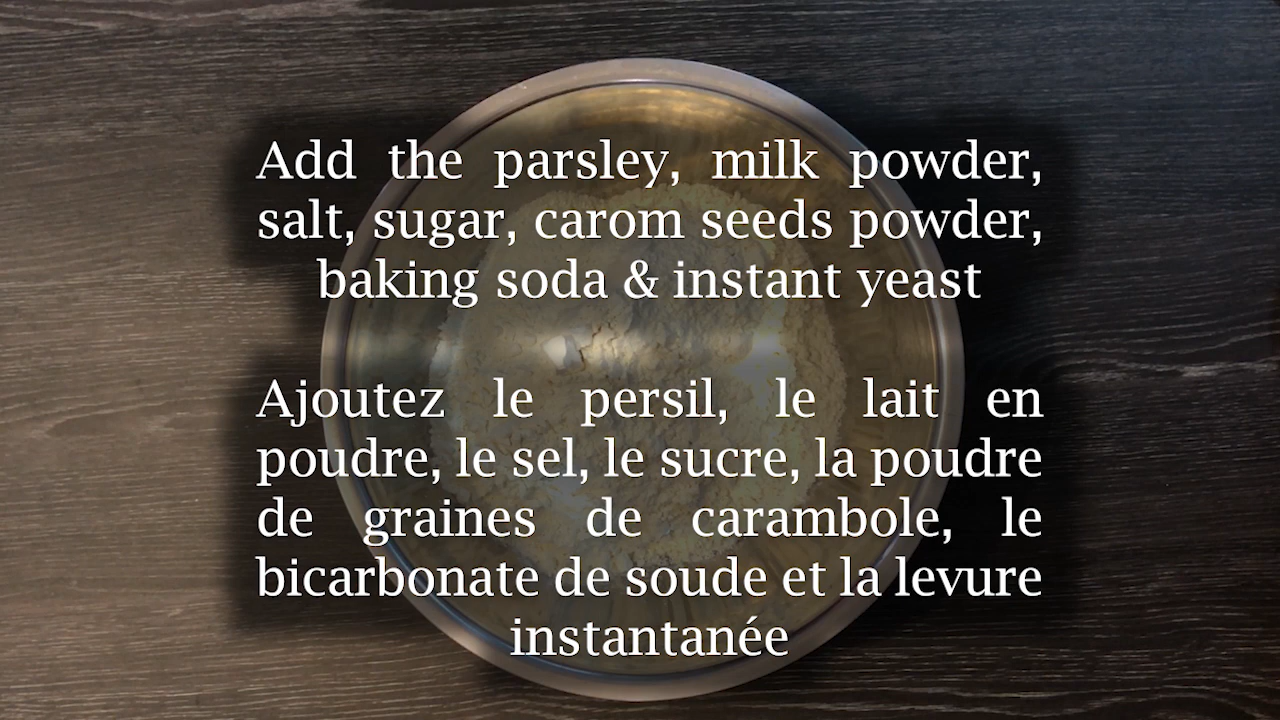 Add the parsley, milk powder,
salt, sugar, carom seeds powder,
baking soda & instant yeast
Ajoutez le persil, le lait en
poudre, le sel, le sucre, la poudre
de graines de carambole, le
bicarbonate de soude et la levure
instantanée